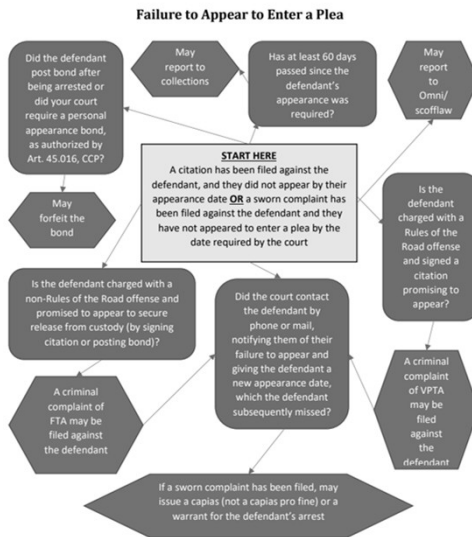 Failure to Appear to Enter a Plea
Did the defendant
post bond after
being arrested or
did your court
require a personal
appearance bond,
as authorized by
Art. 45.016, CCP?
May
report to
collections
Has at least 60 days
passed since the
defendant's
appearance was
required?
May
report to
Omni/
scofflaw
START HERE
A citation has been filed against the
defendant, and they did not appear by their
appearance date OR a sworn complaint has
been filed against the defendant and they
have not appeared to enter a plea by the
date required by the court
May
forfeit the
bond
Is the
defendant
charged with
a Rules of
the Road
offense and
signed a
citation
promising to
appear?
Is the defendant charged with a
non-Rules of the Road offense and
promised to appear to secure
release from custody (by signing
citation or posting bond)?
Did the court contact
the defendant by
phone or mail,
notifying them of their
failure to appear and
giving the defendant a
new appearance date,
which the defendant
subsequently missed?
A criminal
complaint of
FTA may be
filed against
the defendant
A criminal
complaint
of VPTA
may be
filed
against
the
defendant
If a sworn complaint has been filed, may
issue a capias (not a capias pro fine) or a
warrant for the defendant's arrest